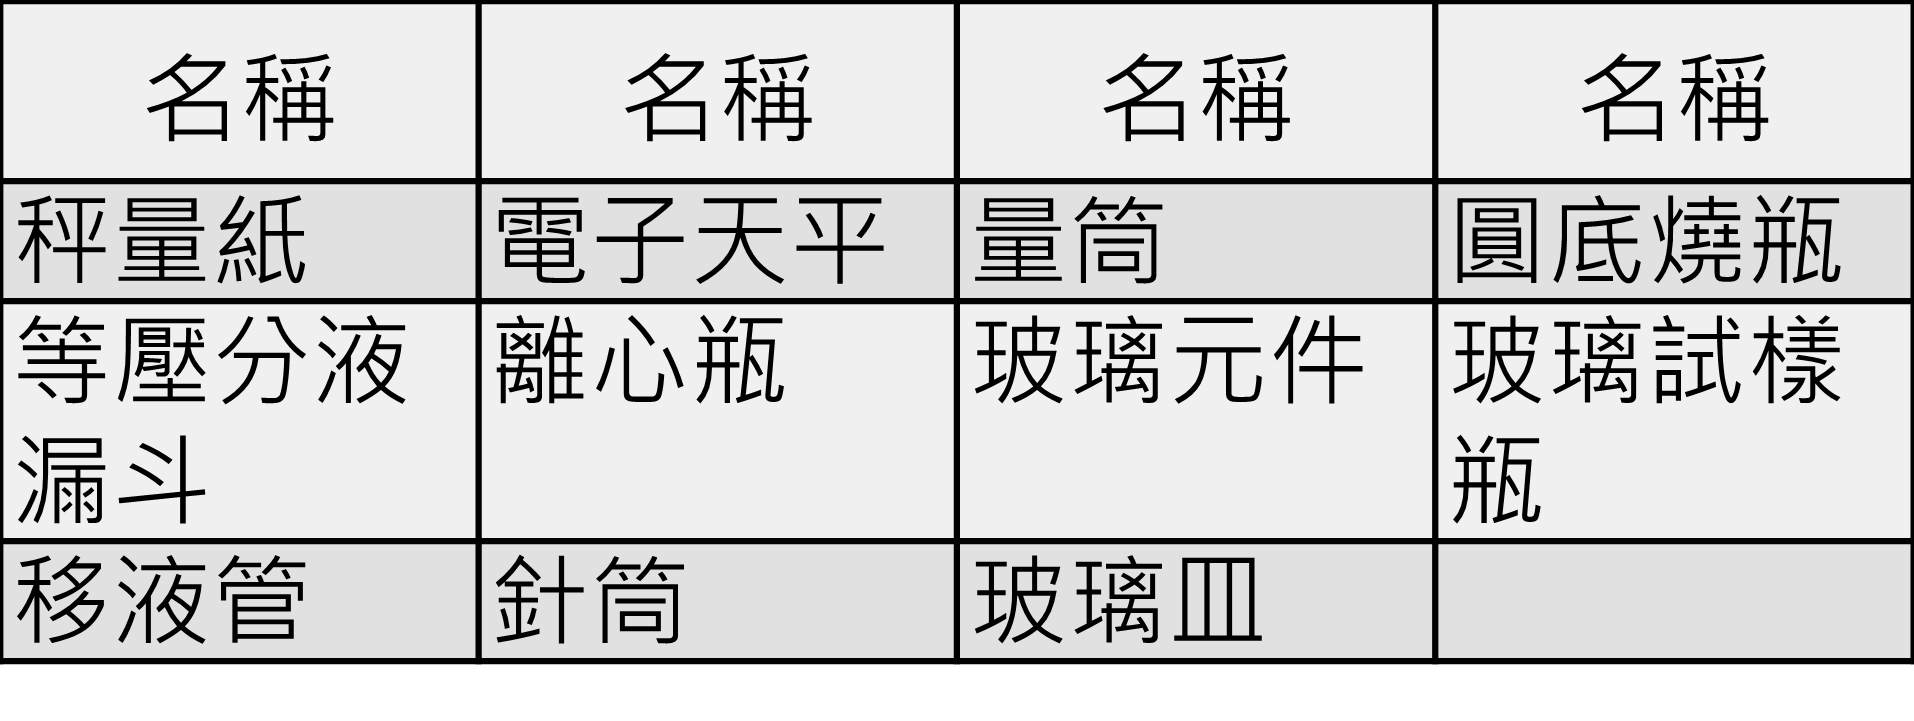 名稱 名稱 名稱 名稱
秤量紙 電子天平 量筒 圓底燒瓶
等壓分液 離心瓶 玻璃元件 玻璃試樣
漏斗 瓶
移液管 針筒 玻璃皿